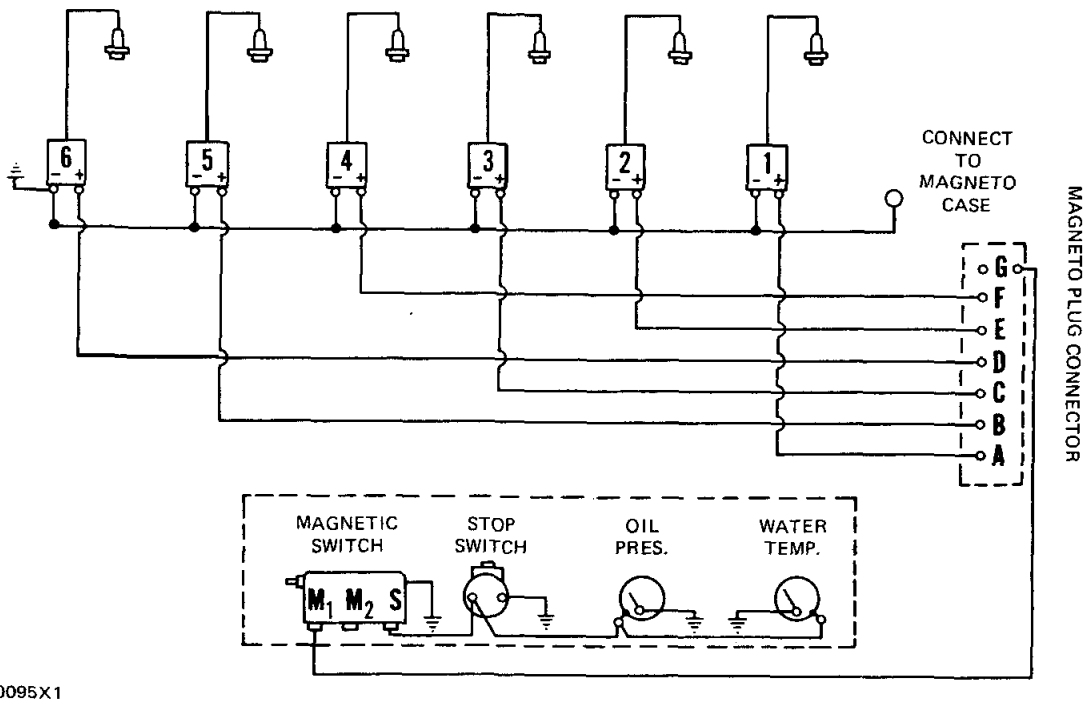 6
- +
5
- +
4
- +
3
- +
2
- +
1
- +
CONNECT
TO
MAGNETO
CASE
MAGNETO PLUG CONNECTOR
G
F
E
D
C
B
A
MAGNETIC
SWITCH
STOP
SWITCH
OIL
PRES.
WATER
TEMP.
M1 M2 S
0095X1